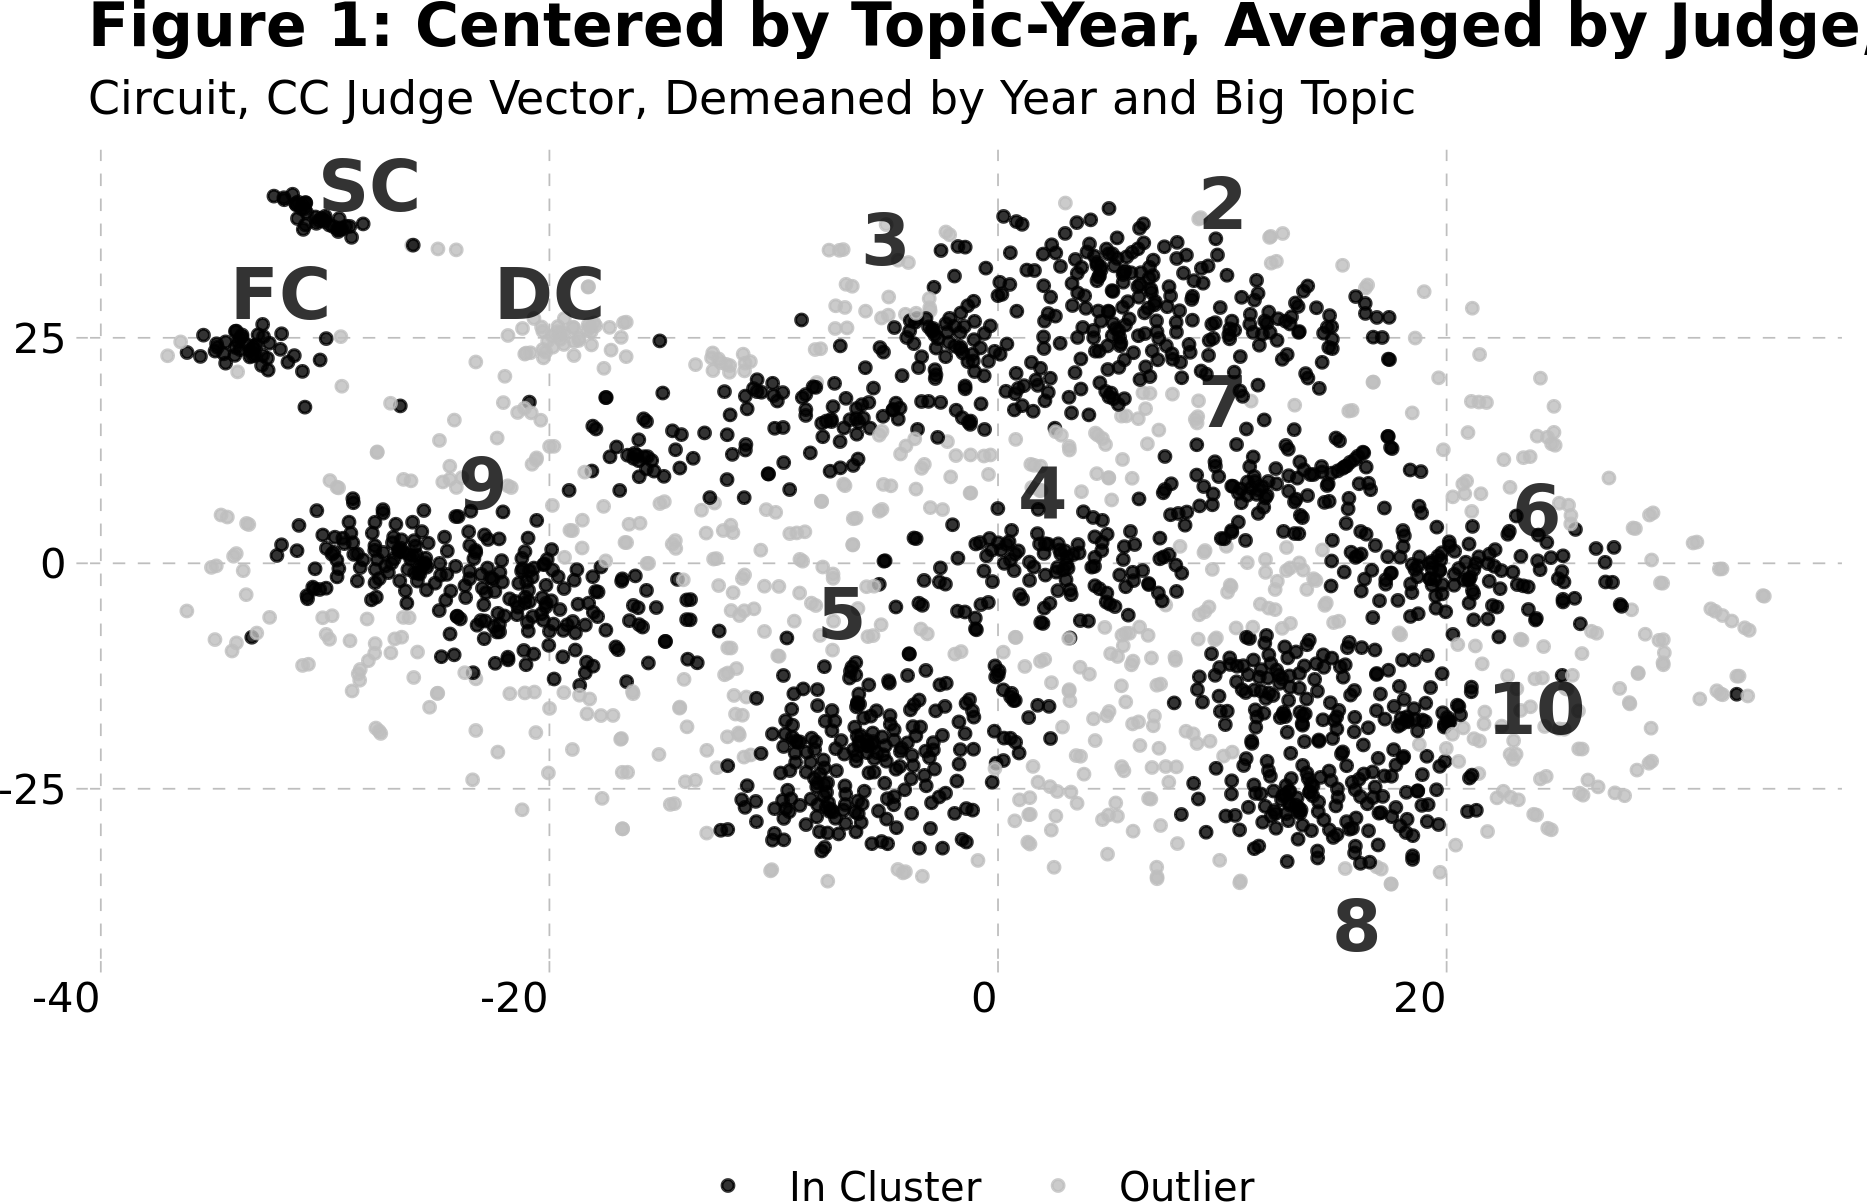 Figure 1: Centered by Topic-Year, Averaged by Judge,
Circuit, CC Judge Vector, Demeaned by Year and Big Topic
SC
2
3
FC
DC
25
7
9
4
6
0
5
10
-25
8
-40
-20
0
20
In Cluster
Outlier